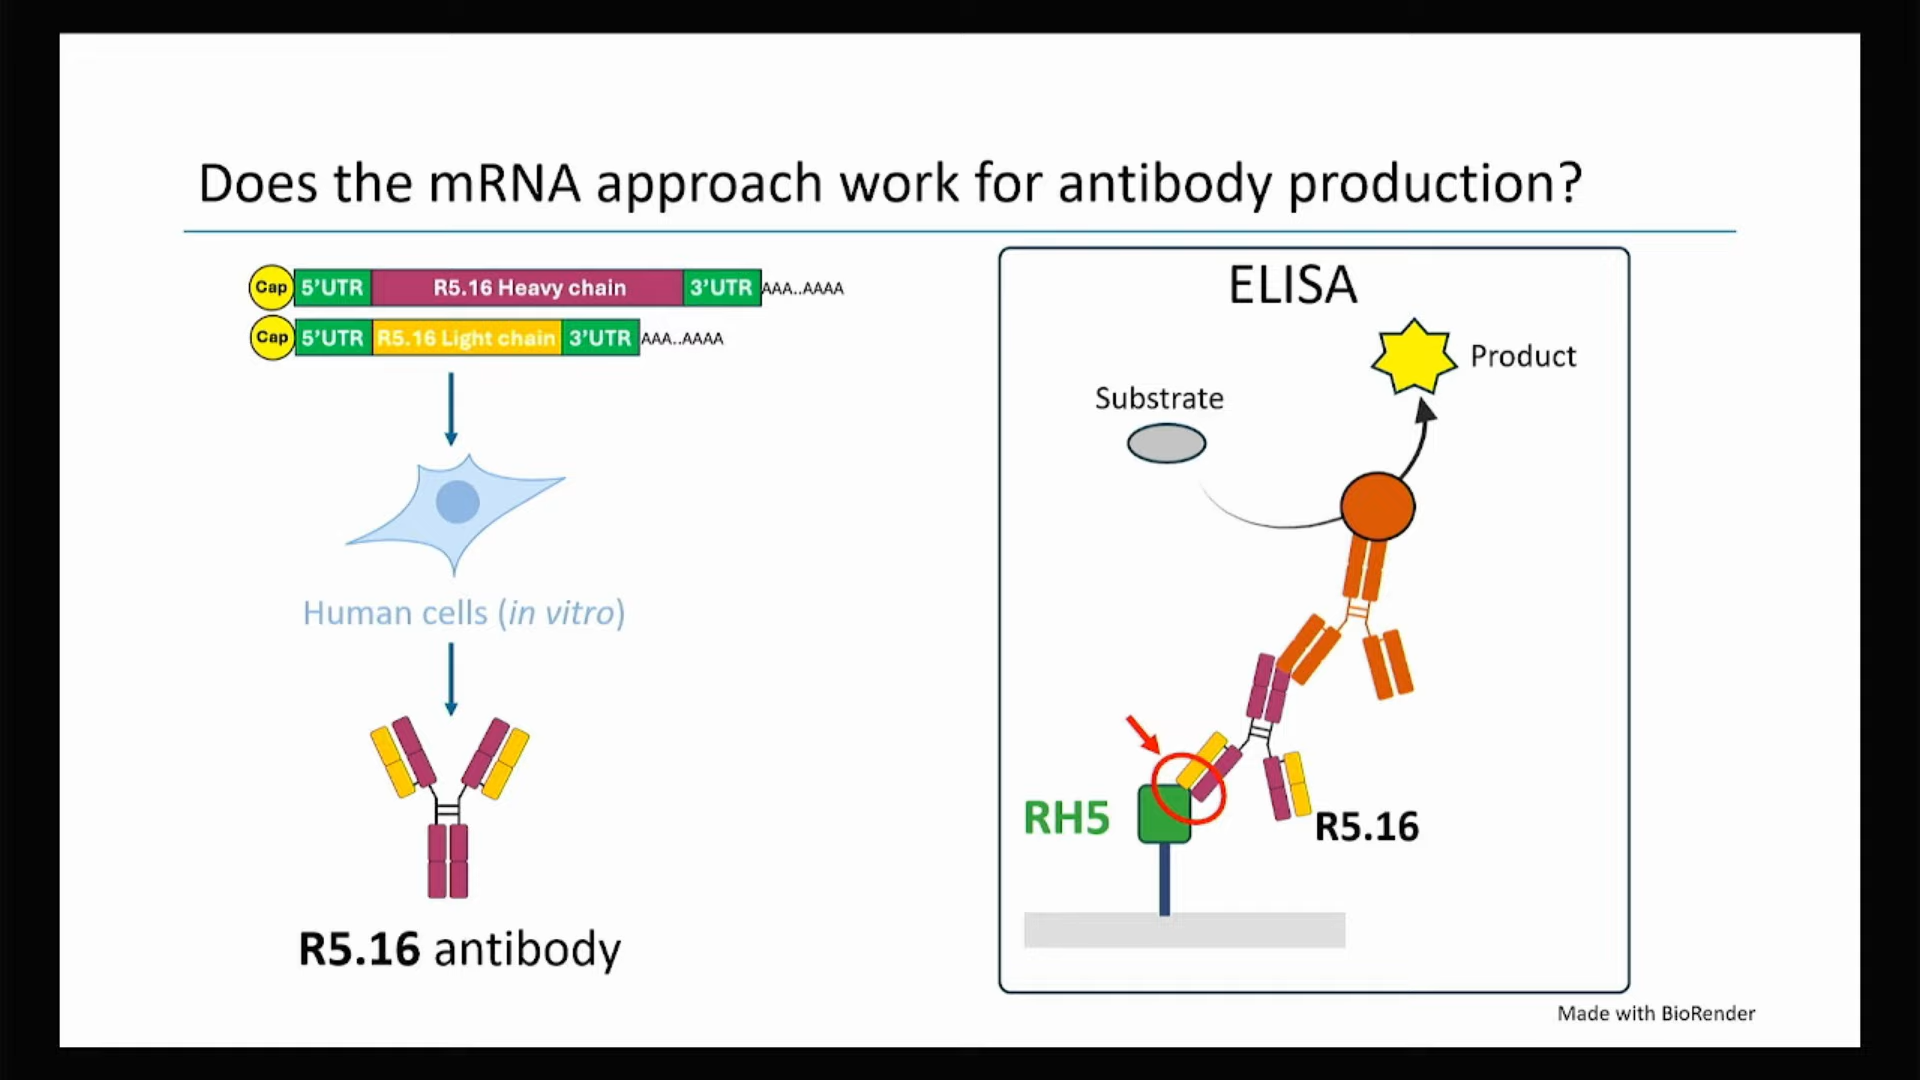 Does the mRNA approach work for antibody production?
Cap 5’UTR R5.16 Heavy chain 3’UTR AAA..AAAA
Cap 5’UTR R5.16 Light chain 3’UTR AAA..AAAA
Human cells (in vitro)
R5.16 antibody
ELISA
Product
Substrate
RH5
R5.16
Made with BioRender